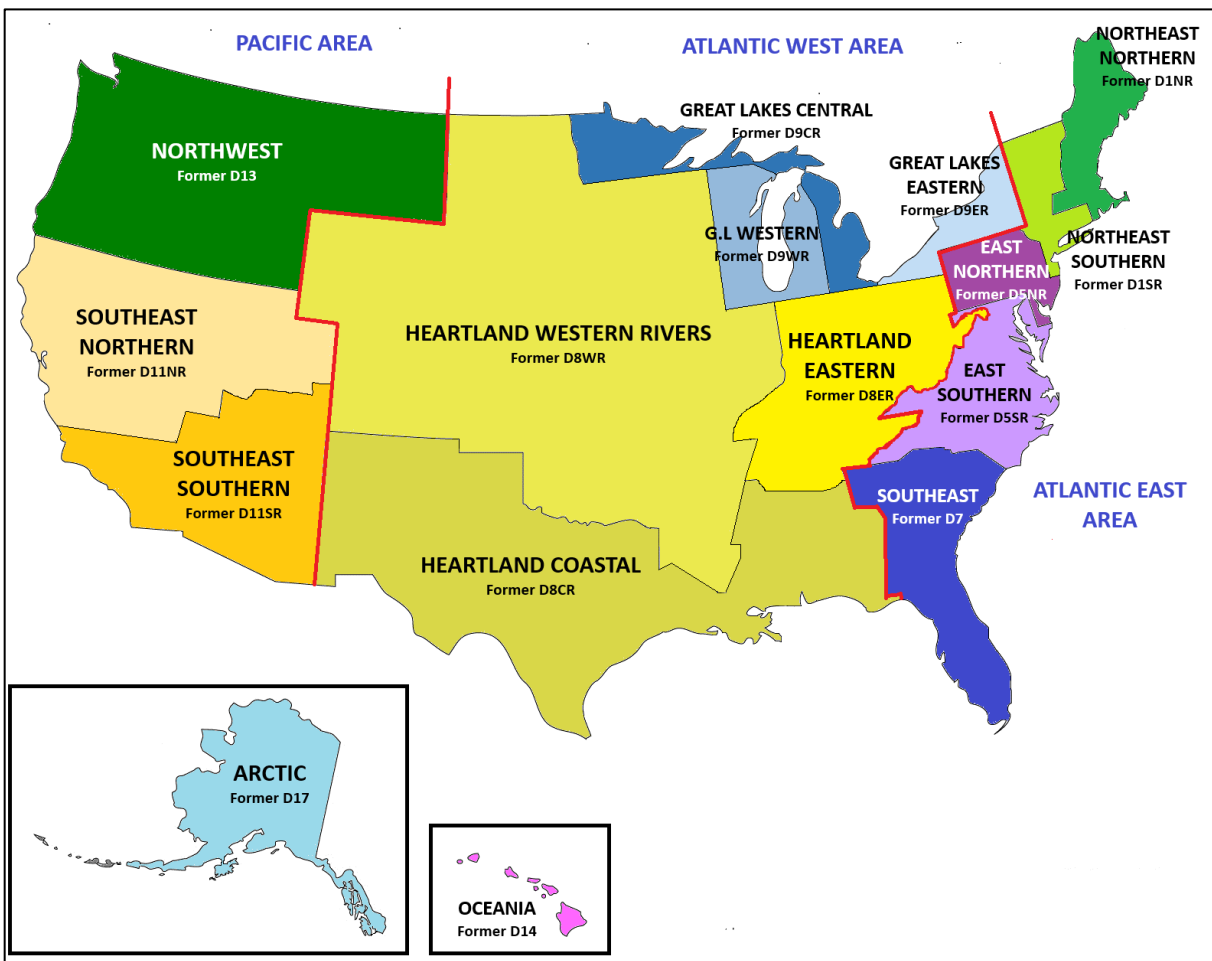 PACIFIC AREA
ATLANTIC WEST AREA
NORTHEAST
NORTHERN
Former D1NR
GREAT LAKES CENTRAL
Former D9CR
NORTHWEST
Former D13
GREAT LAKES
EASTERN
Former D9ER
G.L WESTERN
Former D9WR
NORTHEAST
SOUTHERN
Former D1SR
EAST
NORTHERN
Former D5NR
SOUTHEAST
NORTHERN
Former D11NR
HEARTLAND WESTERN RIVERS
Former D8WR
HEARTLAND
EASTERN
Former D8ER
EAST
SOUTHERN
Former D5SR
SOUTHEAST
SOUTHERN
Former D11SR
SOUTHEAST
Former D7
ATLANTIC EAST
AREA
HEARTLAND COASTAL
Former D8CR
ARCTIC
Former D17
OCEANIA
Former D14